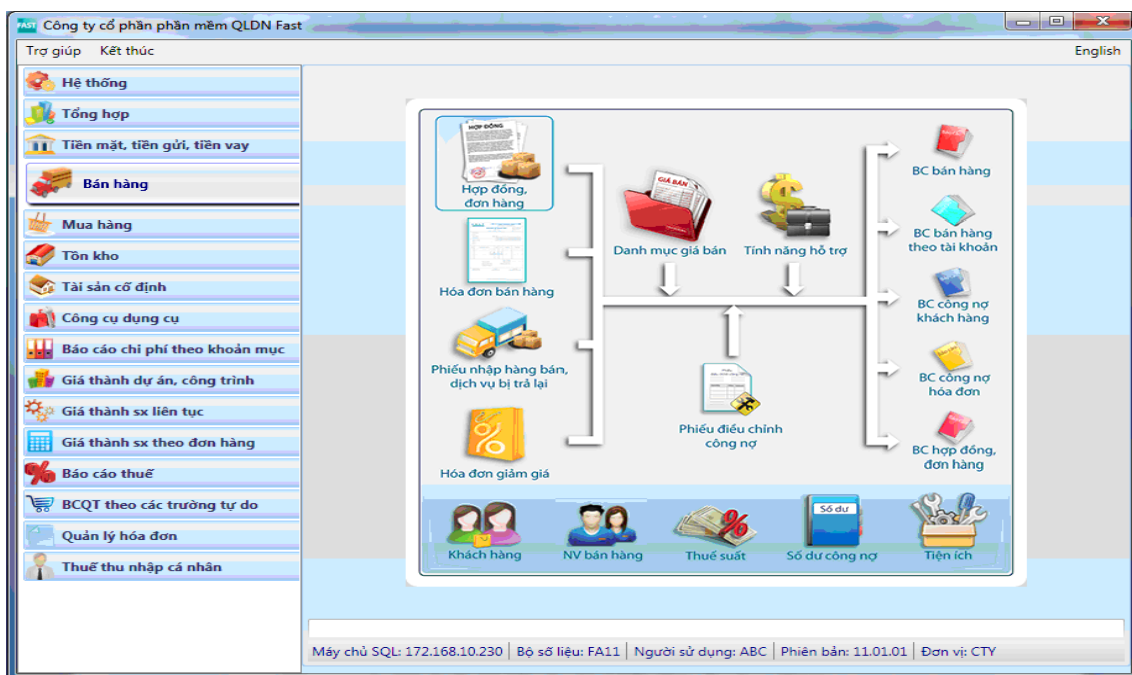 FAST Công ty cổ phần phần mềm QLDN Fast
Trợ giúp Kết thúc English
Hệ thống
Tổng hợp
Tiền mặt, tiền gửi, tiền vay
Bán hàng
Mua hàng
Tồn kho
Tài sản cố định
Công cụ dụng cụ
Báo cáo chi phí theo khoản mục
Giá thành dự án, công trình
Giá thành sx liên tục
Giá thành sx theo đơn hàng
Báo cáo thuế
BCQT theo các trường tự do
Quản lý hóa đơn
Thuế thu nhập cá nhân
HỢP ĐỒNG
Hợp đồng,
đơn hàng
Hóa đơn bán hàng
Phiếu nhập hàng bán,
dịch vụ bị trả lại
Hóa đơn giảm giá
GIÁ BÁN
Danh mục giá bán
Tính năng hỗ trợ
Phiếu điều chỉnh
công nợ
BC bán hàng
BC bán hàng
theo tài khoản
BC công nợ
khách hàng
BC công nợ
hóa đơn
BC hợp đồng,
đơn hàng
Khách hàng
NV bán hàng
Thuế suất
Số dư
Số dư công nợ
Tiện ích
Máy chủ SQL: 172.168.10.230 Bộ số liệu: FA11 Người sử dụng: ABC Phiên bản: 11.01.01 Đơn vị: CTY